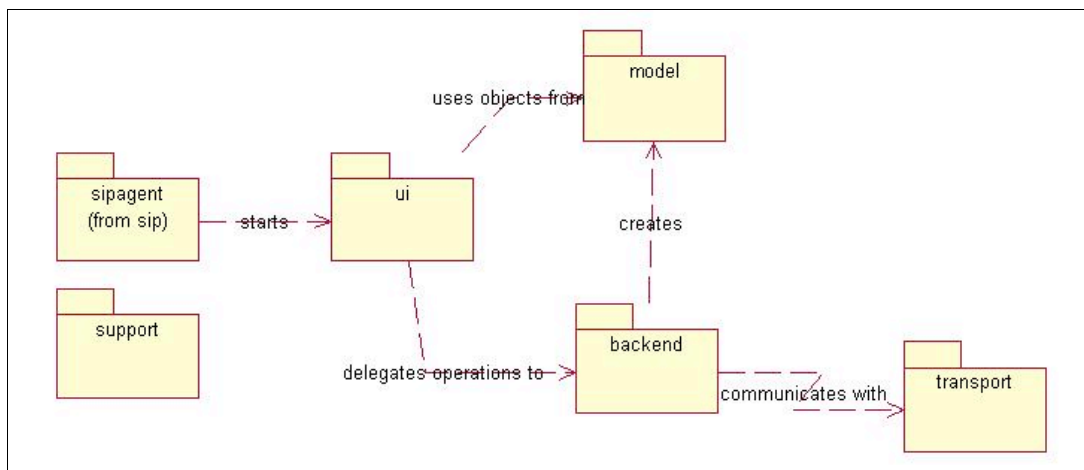 model
uses objects from
sipagent
(from sip)
ui
starts
creates
support
backend
delegates operations to
transport
communicates with